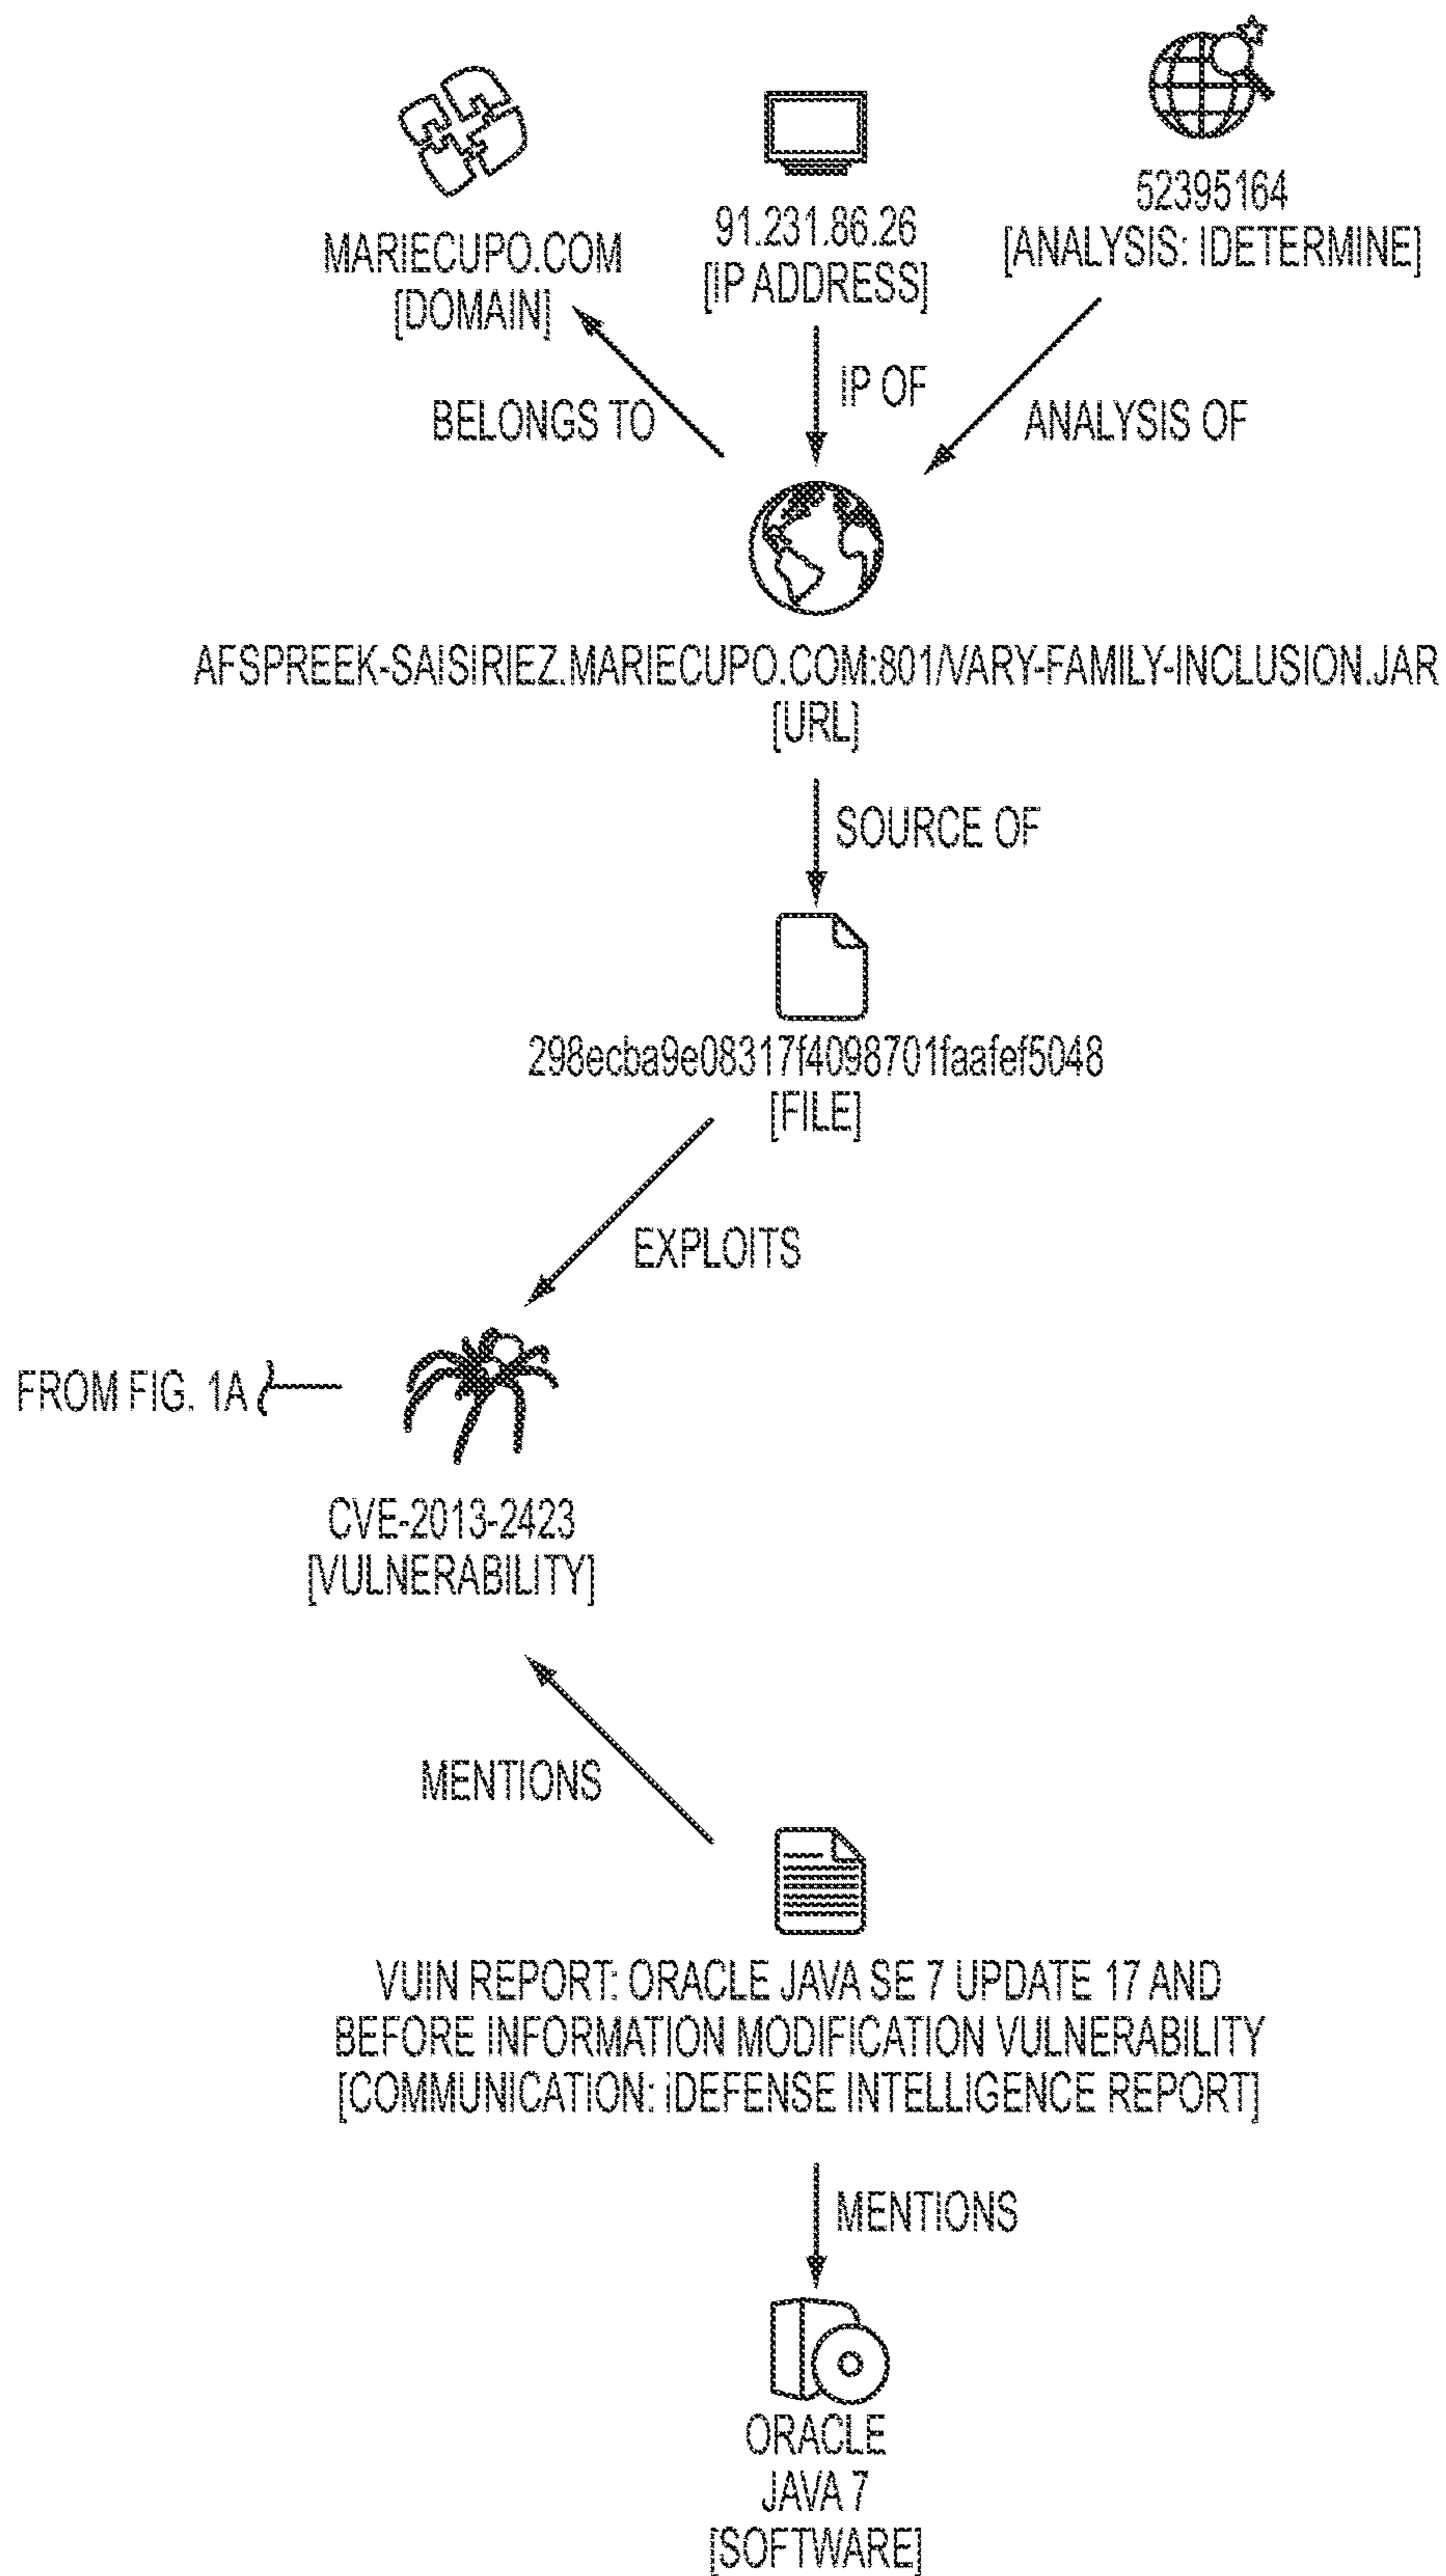 MARIECUPO.COM
[DOMAIN]
91.231.86.26
[IP ADDRESS]
52395164
[ANALYSIS: IDETERMINE]
BELONGS TO
IP OF
ANALYSIS OF
AFSPREEK-SAISIRIEZ.MARIECUPO.COM:801/VARY-FAMILY-INCLUSION.JAR
[URL]
SOURCE OF
298ecba9e08317f4098701faafef5048
[FILE]
EXPLOITS
FROM FIG. 1A
CVE-2013-2423
[VULNERABILITY]
MENTIONS
VUIN REPORT: ORACLE JAVA SE 7 UPDATE 17 AND
BEFORE INFORMATION MODIFICATION VULNERABILITY
[COMMUNICATION: iDEFENSE INTELLIGENCE REPORT]
MENTIONS
ORACLE
JAVA 7
[SOFTWARE]